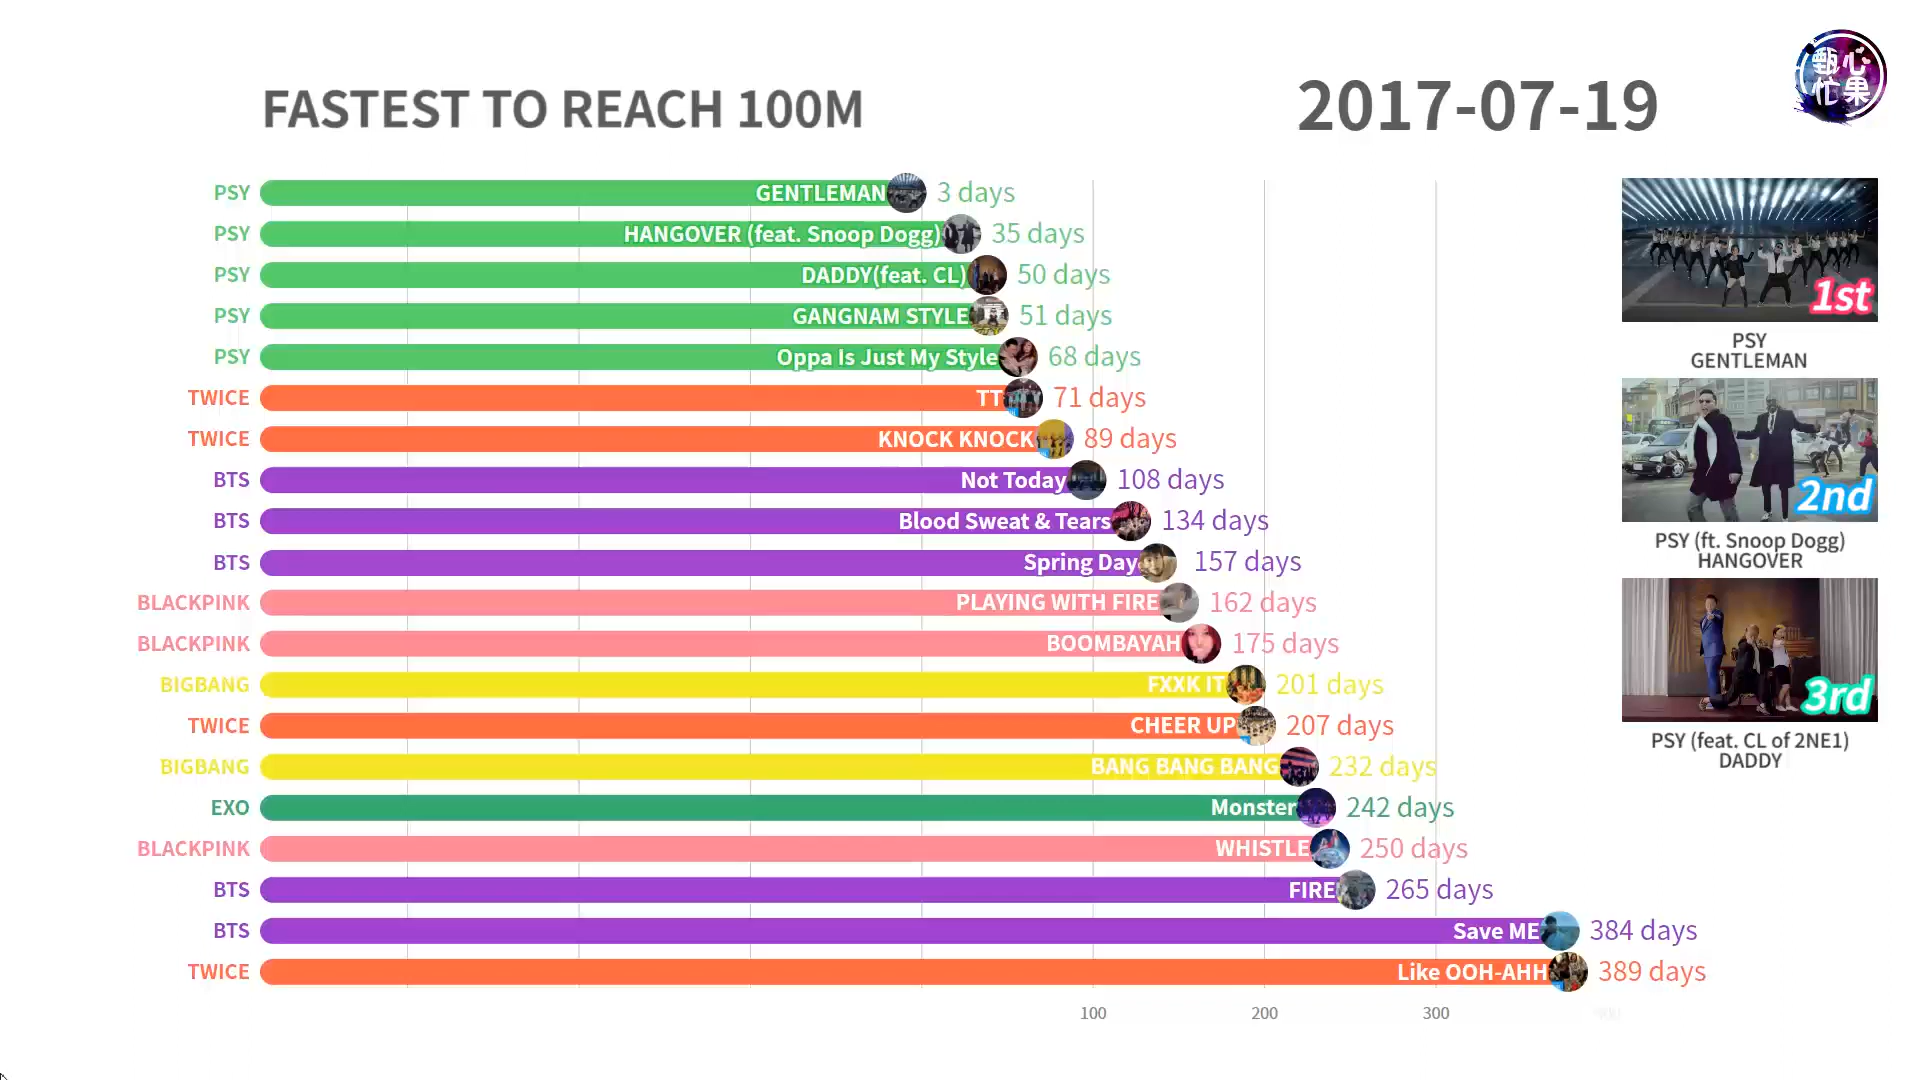 甄心
忙果
FASTEST TO REACH 100M
2017-07-19
PSY GENTLEMAN 3 days
PSY HANGOVER (feat. Snoop Dogg) 35 days
PSY DADDY(feat. CL) 50 days
PSY GANGNAM STYLE 51 days
PSY Oppa Is Just My Style 68 days
TWICE TT 71 days
TWICE KNOCK KNOCK 89 days
BTS Not Today 108 days
BTS Blood Sweat & Tears 134 days
BTS Spring Day 157 days
BLACKPINK PLAYING WITH FIRE 162 days
BLACKPINK BOOMBAYAH 175 days
BIGBANG FXXK IT 201 days
TWICE CHEER UP 207 days
BIGBANG BANG BANG BANG 232 days
EXO Monster 242 days
BLACKPINK WHISTLE 250 days
BTS FIRE 265 days
BTS Save ME 384 days
TWICE Like OOH-AHH 389 days
100 200 300
1st
PSY
GENTLEMAN
2nd
PSY (ft. Snoop Dogg)
HANGOVER
3rd
PSY (feat. CL of 2NE1)
DADDY